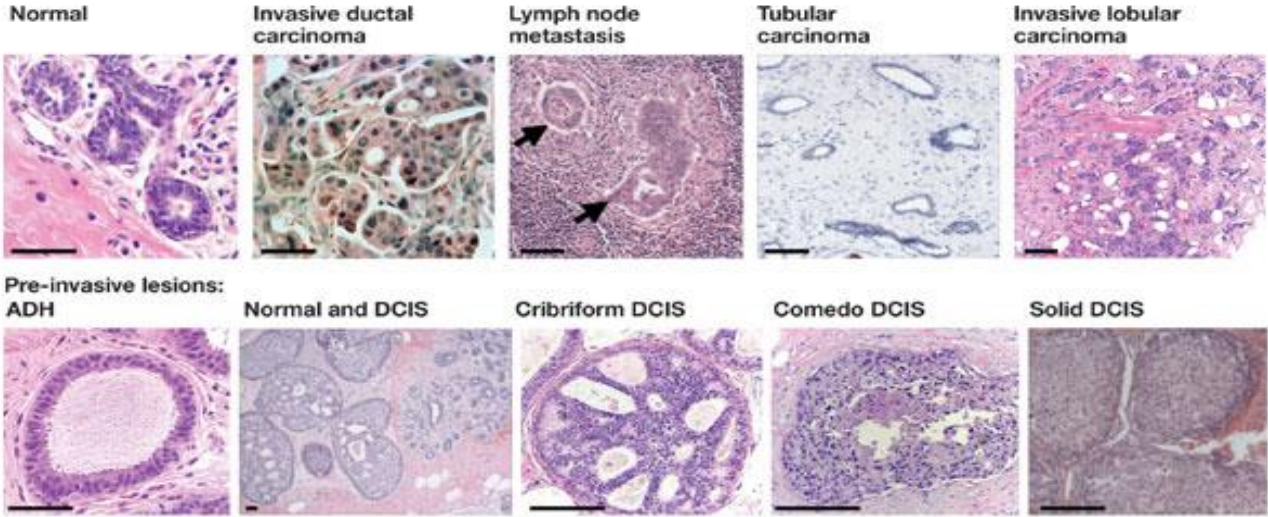 Normal
Invasive ductal
carcinoma
Lymph node
metastasis
Tubular
carcinoma
Invasive lobular
carcinoma
Pre-invasive lesions:
ADH
Normal and DCIS
Cribriform DCIS
Comedo DCIS
Solid DCIS